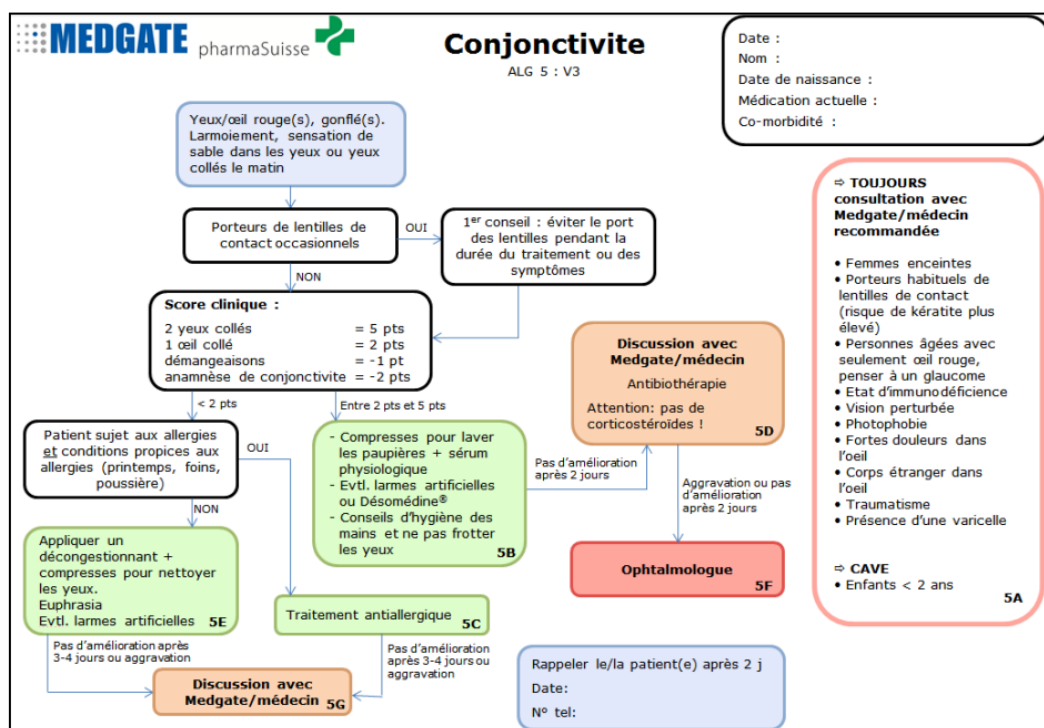 MEDGATE pharmaSuisse
Conjonctivite
ALG 5 : V3
Date :
Nom :
Date de naissance :
Médication actuelle :
Co-morbidité :
Yeux/œil rouge(s), gonflé(s).
Larmoiement, sensation de
sable dans les yeux ou yeux
collés le matin
Porteurs de lentilles de
contact occasionnels
OUI
1er conseil : éviter le port
des lentilles pendant la
durée du traitement ou des
symptômes
NON
Score clinique :
2 yeux collés = 5 pts
1 œil collé = 2 pts
démangeaisons = -1 pt
anamnèse de conjonctivite = -2 pts
< 2 pts
Entre 2 pts et 5 pts
Patient sujet aux allergies
et conditions propices aux
allergies (printemps, foins,
poussière)
OUI
NON
- Compresses pour laver
les paupières + sérum
physiologique
- Evtl. larmes artificielles
ou Désomédine®
- Conseils d'hygiène des
mains et ne pas frotter
les yeux 5B
Pas d'amélioration
après 2 jours
Discussion avec
Medgate/médecin
Antibiothérapie
Attention: pas de
corticostéroïdes !
5D
Aggravation ou pas
d'amélioration
après 2 jours
Ophtalmologue
5F
Appliquer un
décongestionnant +
compresses pour nettoyer
les yeux.
Euphrasia
Evtl. larmes artificielles 5E
Traitement antiallergique 5C
Pas d'amélioration après
3-4 jours ou aggravation
Pas d'amélioration
après 3-4 jours ou
aggravation
Discussion avec
Medgate/médecin 5G
Rappeler le/la patient(e) après 2 j
Date:
N° tel:
⇨ TOUJOURS
consultation avec
Medgate/médecin
recommandée
• Femmes enceintes
• Porteurs habituels de
lentilles de contact
(risque de kératite plus
élevé)
• Personnes âgées avec
seulement œil rouge,
penser à un glaucome
• Etat d'immunodéficience
• Vision perturbée
• Photophobie
• Fortes douleurs dans
l'oeil
• Corps étranger dans
l'oeil
• Traumatisme
• Présence d'une varicelle
⇨ CAVE
• Enfants < 2 ans
5A